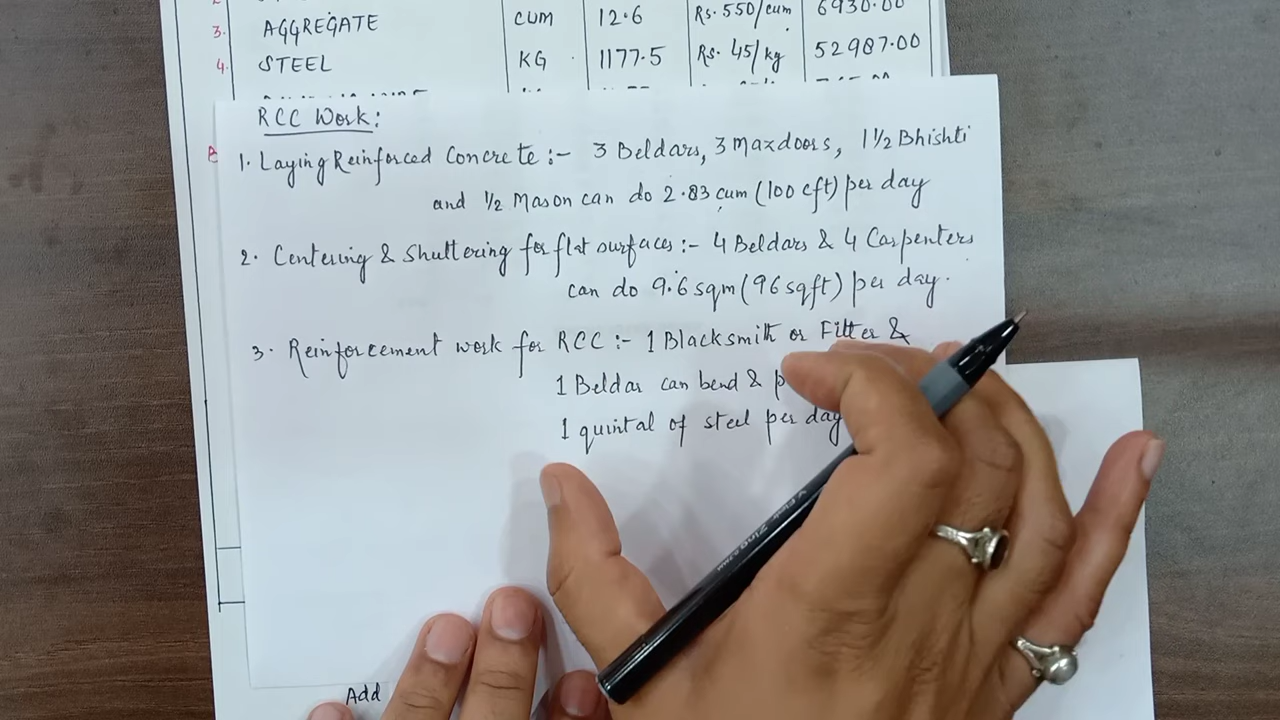 3. AGGREGATE CUM 12.6 Rs. 550/cum 6930.00
4. STEEL KG 1177.5 Rs. 45/kg 52987.00
RCC Work:
1. Laying Reinforced Concrete :- 3 Beldars, 3 Mazdoors, 1 1/2 Bhishti
and 1/2 Mason can do 2.83 cum (100 cft) per day
2. Centering & Shuttering for flat surfaces :- 4 Beldars & 4 Carpenters
can do 9.6 sqm (96 sqft) per day.
3. Reinforcement work for RCC :- 1 Blacksmith or Fitter &
1 Beldar can bend &
1 quintal of steel per day
Add